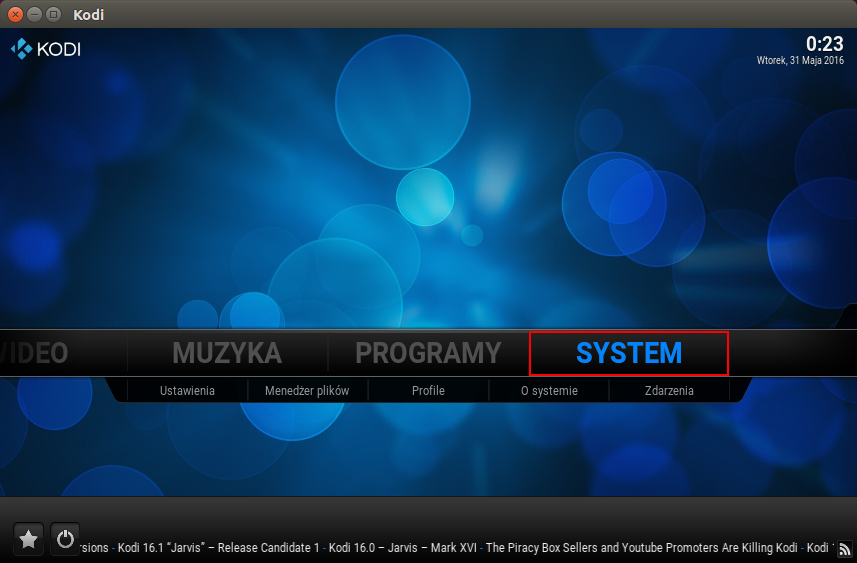 Kodi
KODI
0:23
Wtorek, 31 Maja 2016
VIDEO MUZYKA PROGRAMY SYSTEM
Ustawienia Menedżer plików Profile O systemie Zdarzenia
rsions - Kodi 16.1 “Jarvis” – Release Candidate 1 - Kodi 16.0 – Jarvis – Mark XVI - The Piracy Box Sellers and Youtube Promoters Are Killing Kodi - Kodi